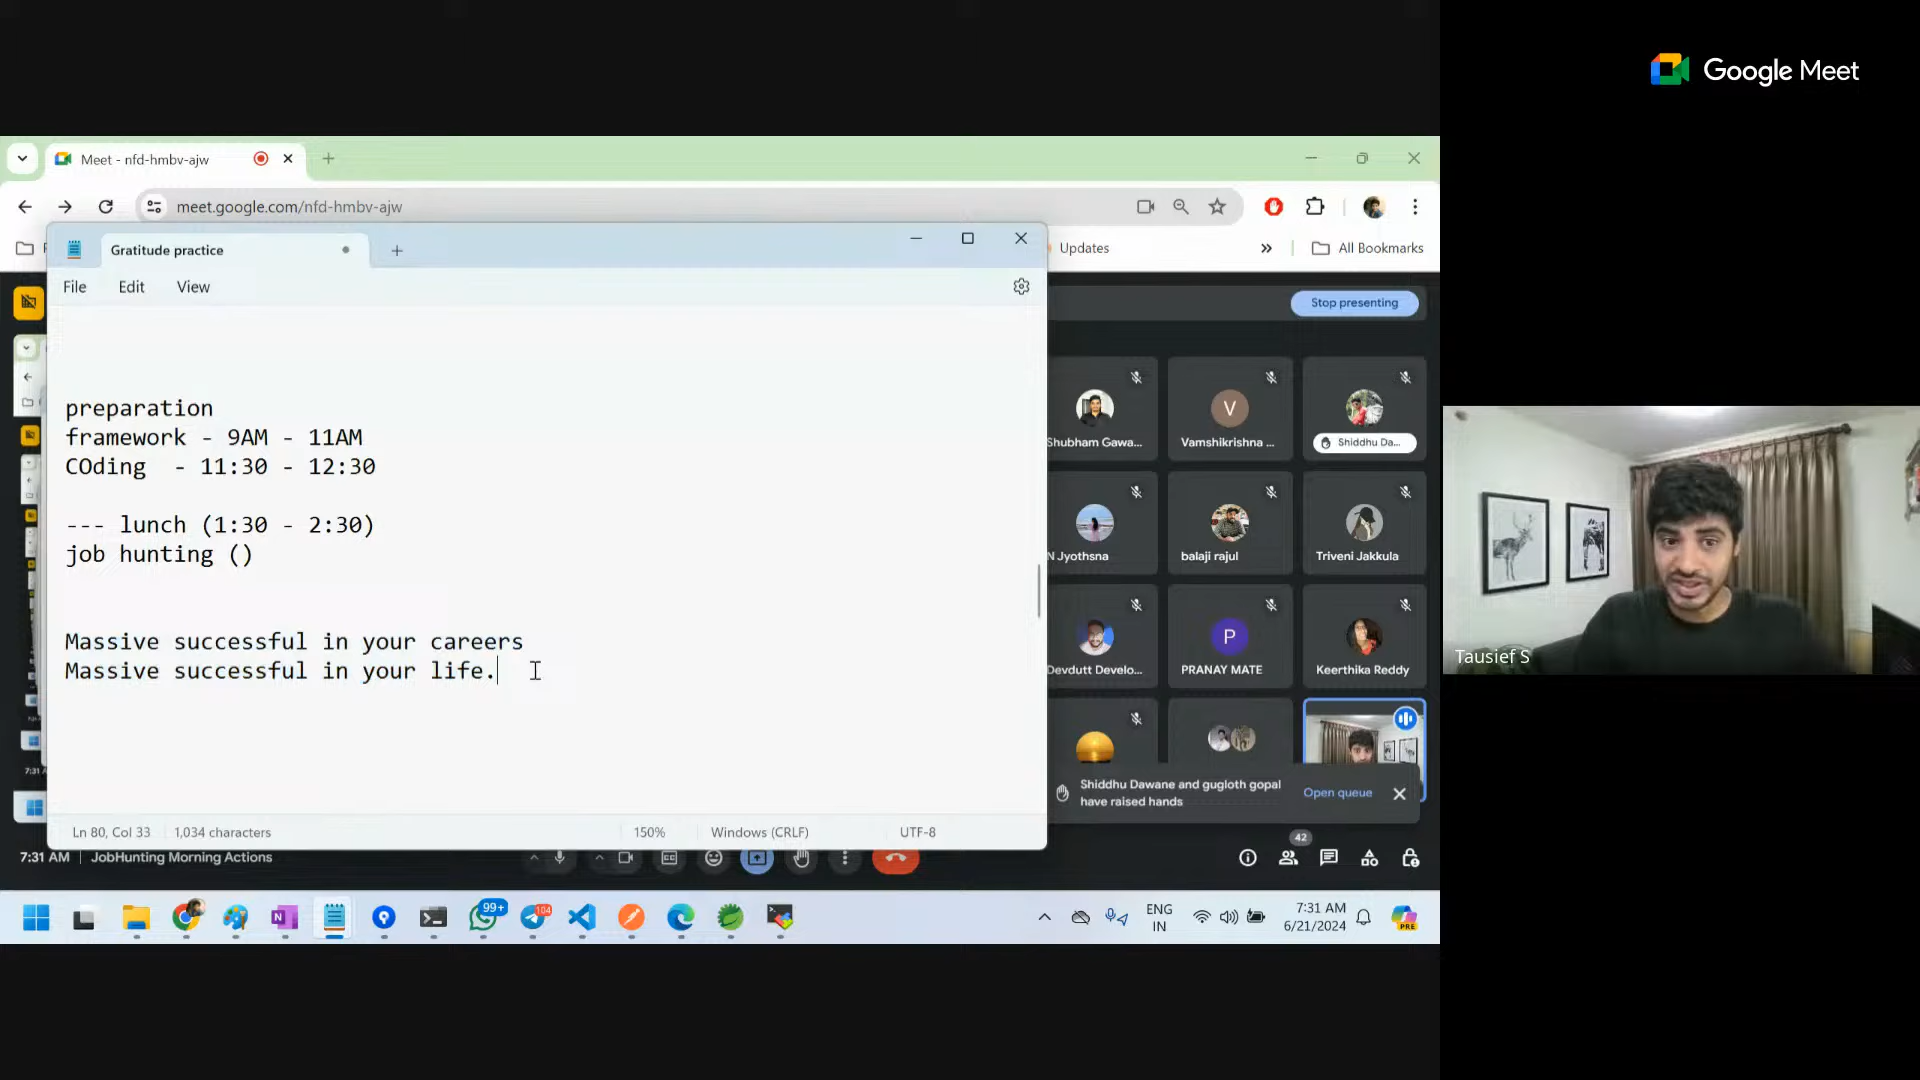 Google Meet
Meet - nfd-hmbv-ajw
meet.google.com/nfd-hmbv-ajw
Updates
All Bookmarks
Gratitude practice
File Edit View
Stop presenting
preparation
framework - 9AM - 11AM
COding - 11:30 - 12:30
--- lunch (1:30 - 2:30)
job hunting ()
Massive successful in your careers
Massive successful in your life.
Shubham Gawa...
V
Vamshikrishna ...
Shiddhu Da...
N Jyothsna
balaji rajul
Triveni Jakkula
Devdutt Develo...
P
PRANAY MATE
Keerthika Reddy
Tausief S
Shiddhu Dawane and gugloth gopal
have raised hands
Open queue
Ln 80, Col 33
1,034 characters
150%
Windows (CRLF)
UTF-8
7:31 AM | JobHunting Morning Actions
42
99+
104
ENG
IN
7:31 AM
6/21/2024
PRE